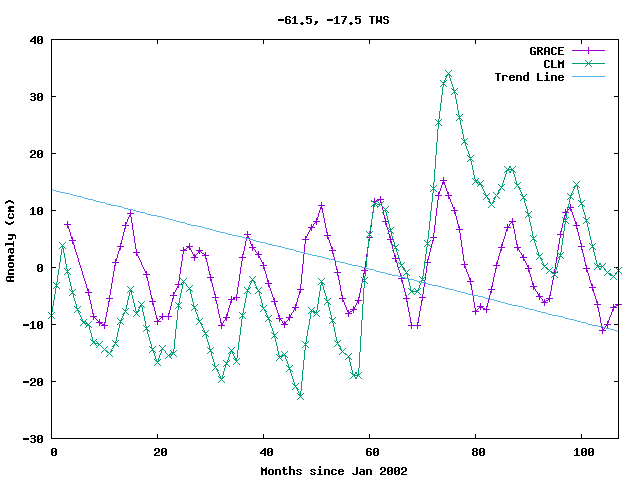 -61.5, -17.5 TWS
GRACE
CLM
Trend Line
40
30
20
10
0
-10
-20
-30
Anomaly (cm)
0 20 40 60 80 100
Months since Jan 2002